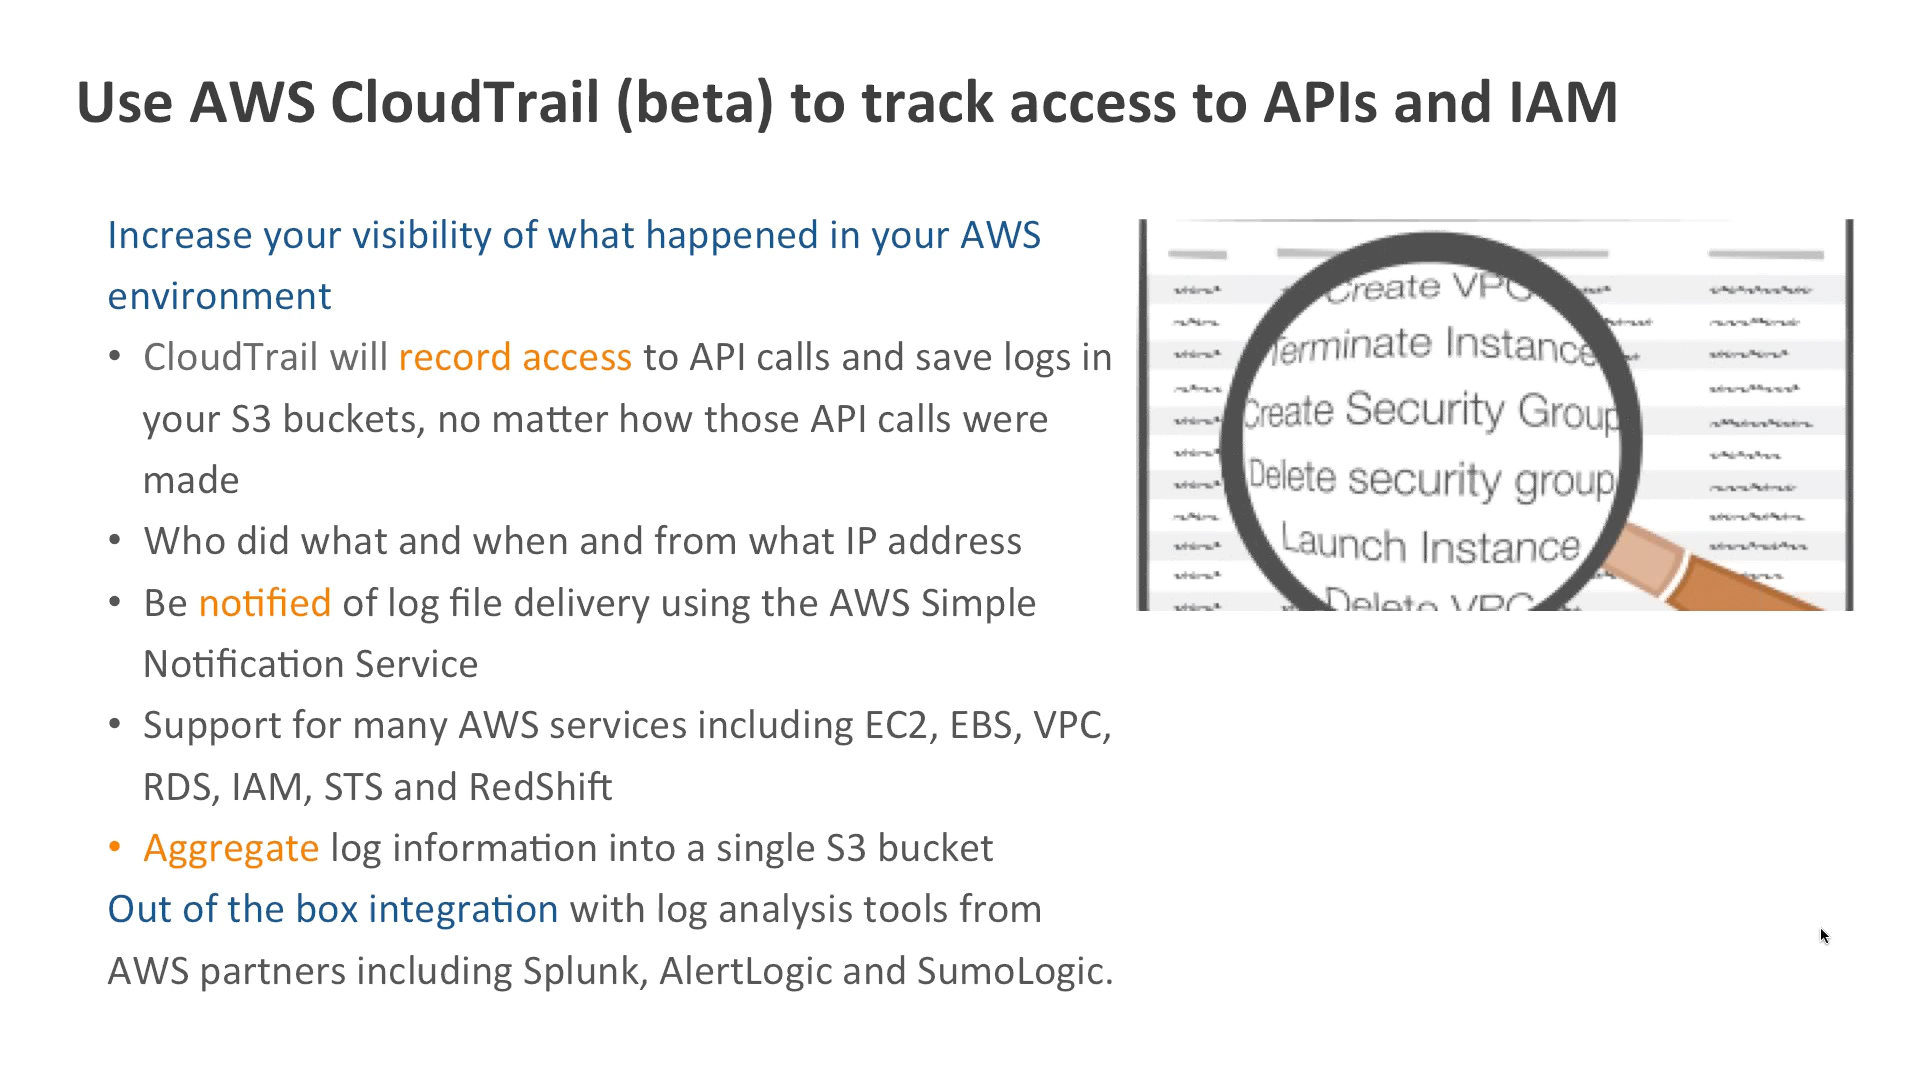 Use AWS CloudTrail (beta) to track access to APIs and IAM
Increase your visibility of what happened in your AWS
environment
• CloudTrail will record access to API calls and save logs in
your S3 buckets, no matter how those API calls were
made
• Who did what and when and from what IP address
• Be notified of log file delivery using the AWS Simple
Notification Service
• Support for many AWS services including EC2, EBS, VPC,
RDS, IAM, STS and RedShift
• Aggregate log information into a single S3 bucket
Out of the box integration with log analysis tools from
AWS partners including Splunk, AlertLogic and SumoLogic.
Create VPC
Terminate Instance
Create Security Group
Delete security group
Launch Instance
Delete VPC